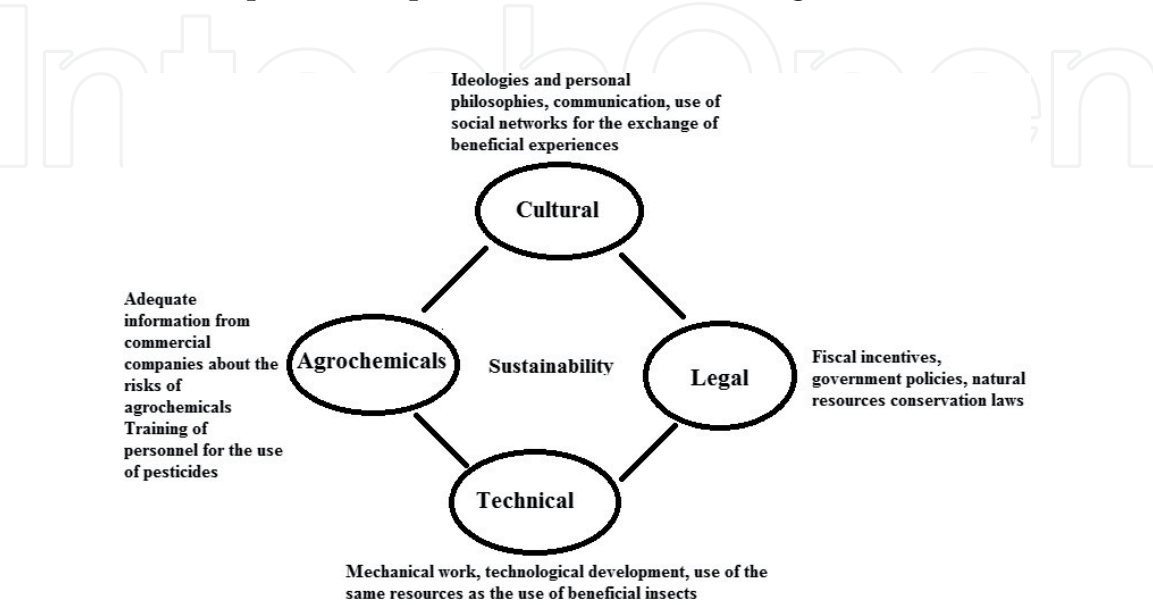 Ideologies and personal
philosophies, communication, use of
social networks for the exchange of
beneficial experiences
Cultural
Adequate
information from
commercial
companies about the
risks of
agrochemicals
Training of
personnel for the use
of pesticides
Agrochemicals
Sustainability
Legal
Fiscal incentives,
government policies, natural
resources conservation laws
Technical
Mechanical work, technological development, use of the
same resources as the use of beneficial insects